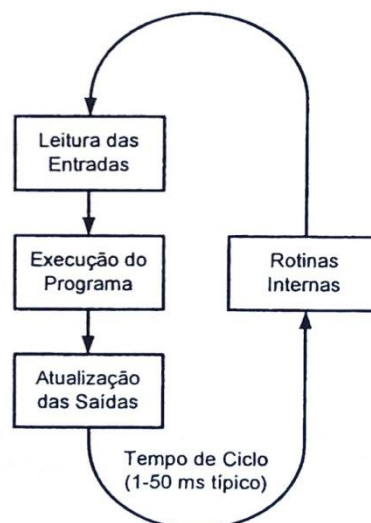 Leitura das
Entradas
Execução do
Programa
Atualização
das Saídas
Rotinas
Internas
Tempo de Ciclo
(1-50 ms típico)